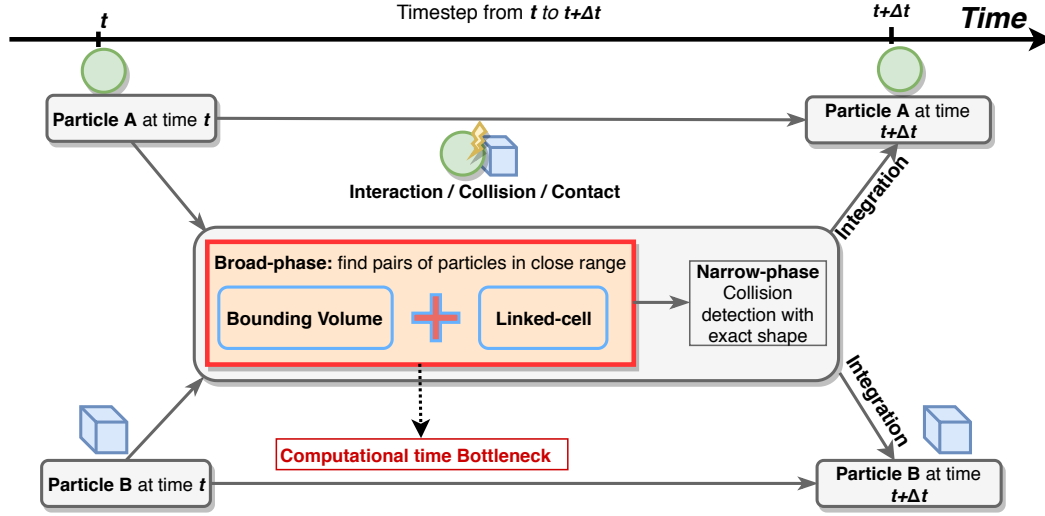 t
Timestep from t to t+Δt
t+Δt
Time
Particle A at time t
Particle A at time
t+Δt
Interaction / Collision / Contact
Integration
Broad-phase: find pairs of particles in close range
Bounding Volume
Linked-cell
Narrow-phase
Collision
detection with
exact shape
Integration
Computational time Bottleneck
Particle B at time t
Particle B at time
t+Δt